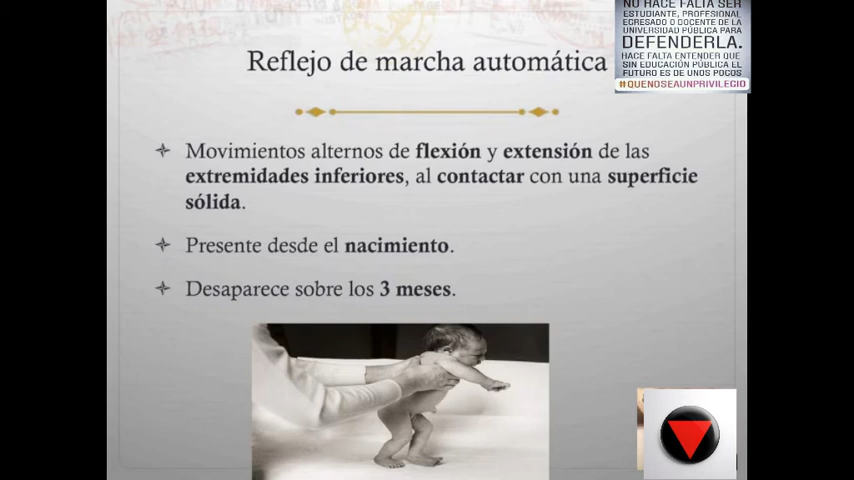 NO HACE FALTA SER
ESTUDIANTE, PROFESIONAL
EGRESADO O DOCENTE DE LA
UNIVERSIDAD PÚBLICA PARA
DEFENDERLA.
HACE FALTA ENTENDER QUE
SIN EDUCACIÓN PÚBLICA EL
FUTURO ES DE UNOS POCOS
#QUENOSEAUNPRIVILEGIO
Reflejo de marcha automática
Movimientos alternos de flexión y extensión de las
extremidades inferiores, al contactar con una superficie
sólida.
Presente desde el nacimiento.
Desaparece sobre los 3 meses.